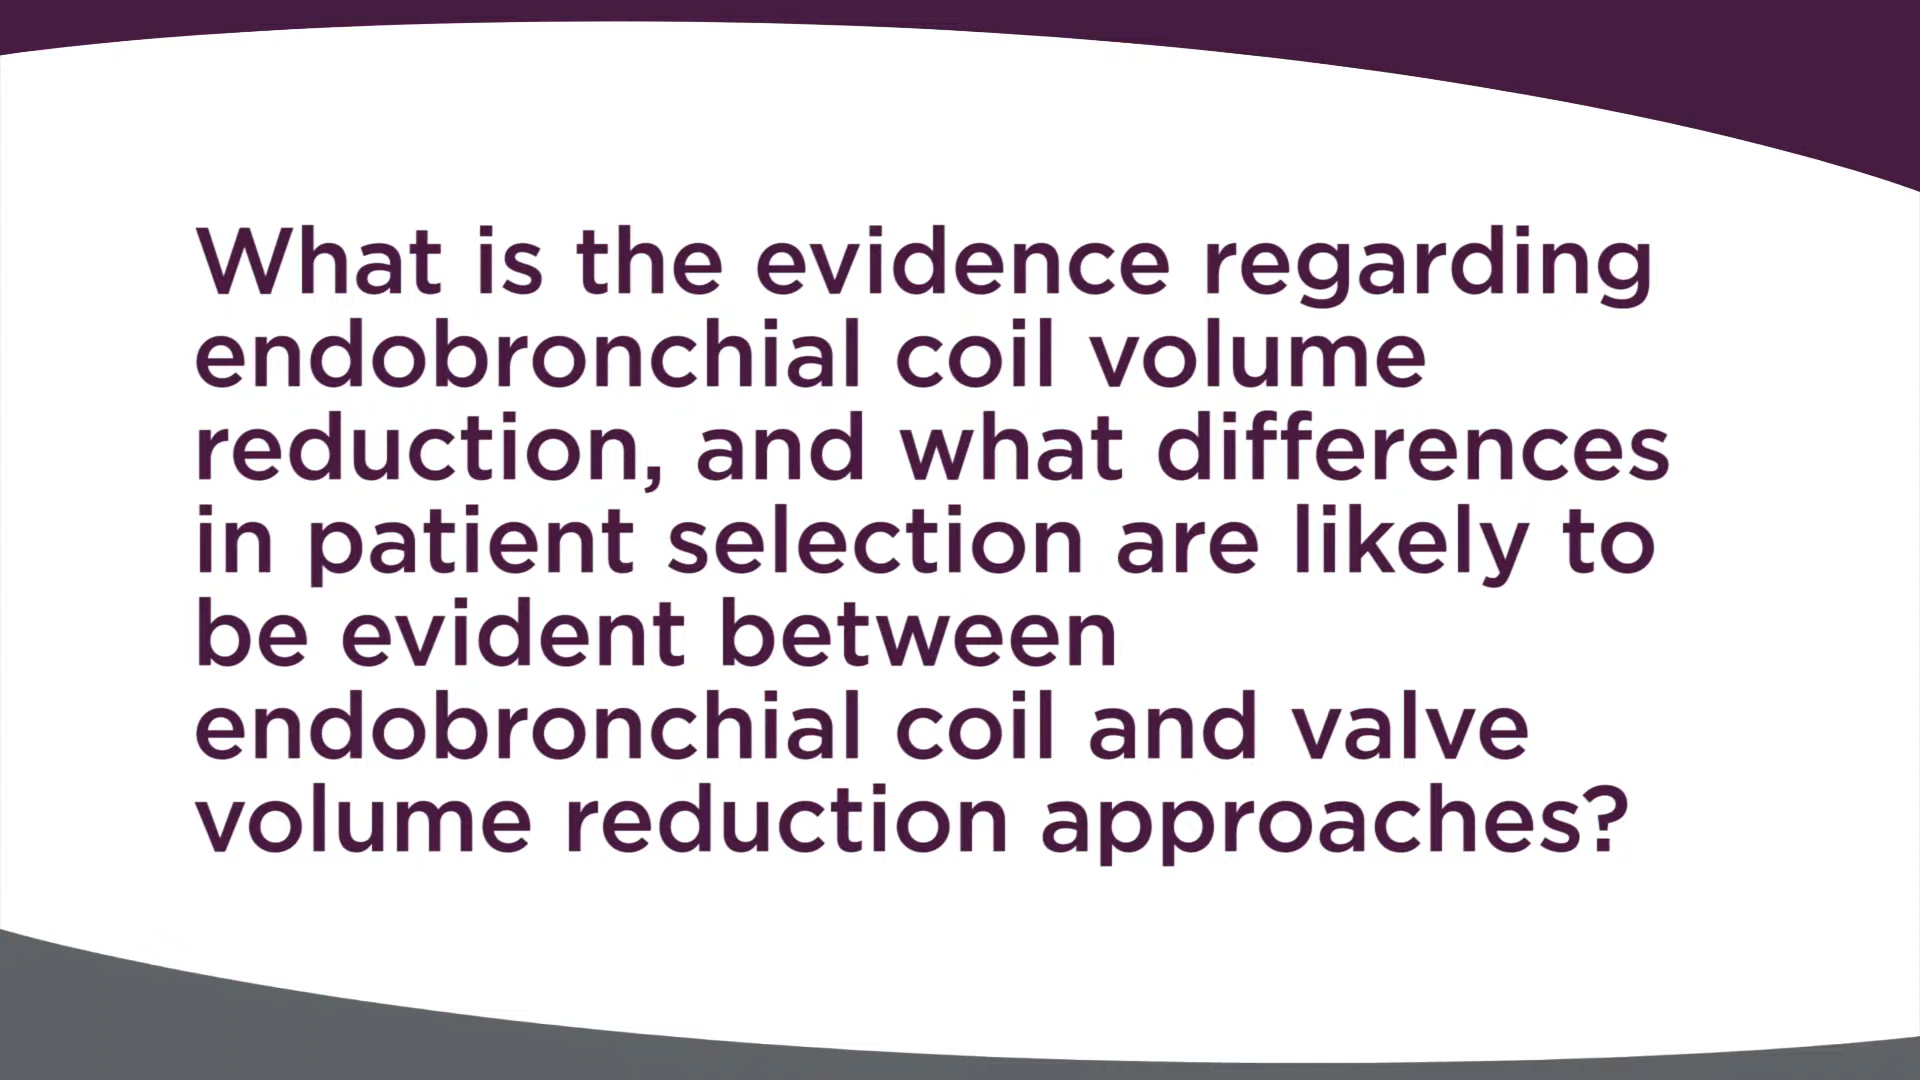 What is the evidence regarding
endobronchial coil volume
reduction, and what differences
in patient selection are likely to
be evident between
endobronchial coil and valve
volume reduction approaches?